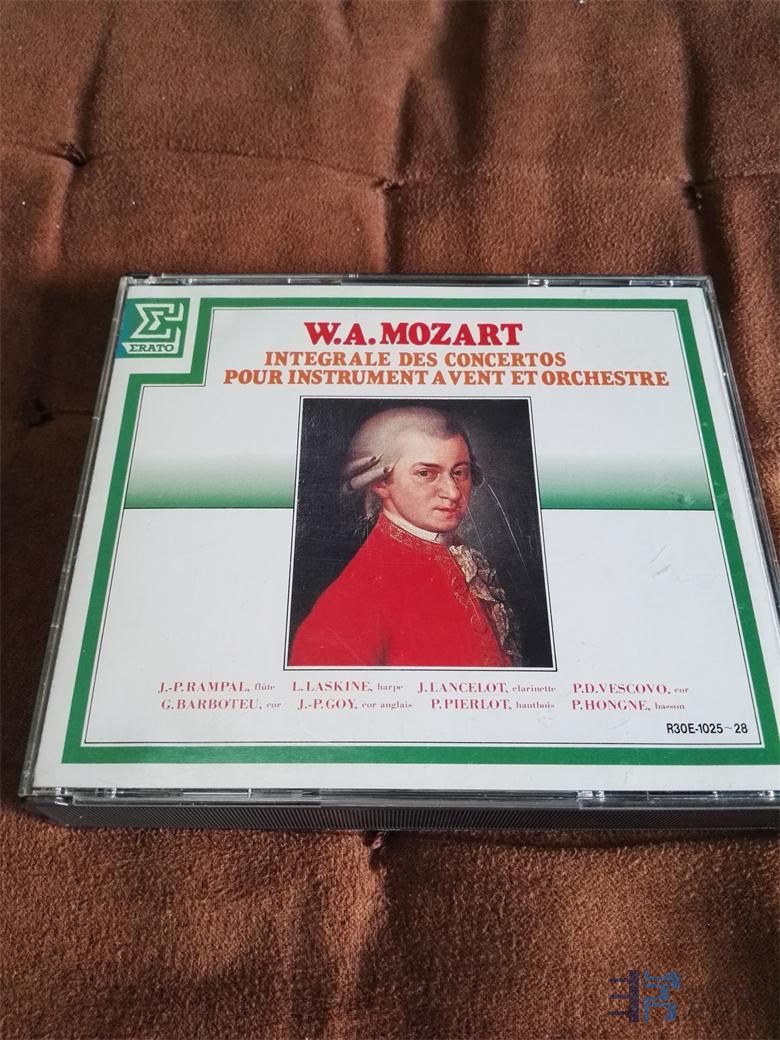 ERATO
W.A.MOZART
INTEGRALE DES CONCERTOS
POUR INSTRUMENT A VENT ET ORCHESTRE
J.-P.RAMPAL, flûte L.LASKINE, harpe J.LANCELOT, clarinette P.D.VESCOVO, cor
G.BARBOTEU, cor J.-P.GOY, cor anglais P.PIERLOT, hautbois P.HONGNE, basson
R30E-1025~28